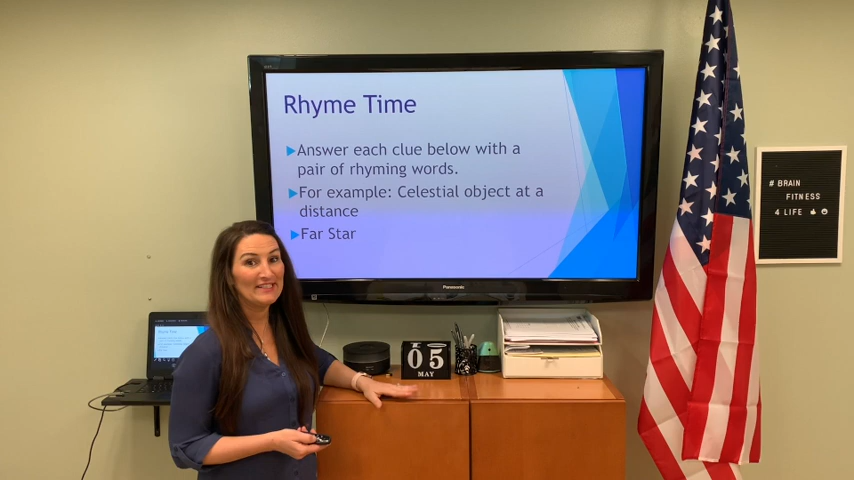 Rhyme Time
Answer each clue below with a
pair of rhyming words.
For example: Celestial object at a
distance
Far Star
Panasonic
# BRAIN
FITNESS
4 LIFE
05
MAY